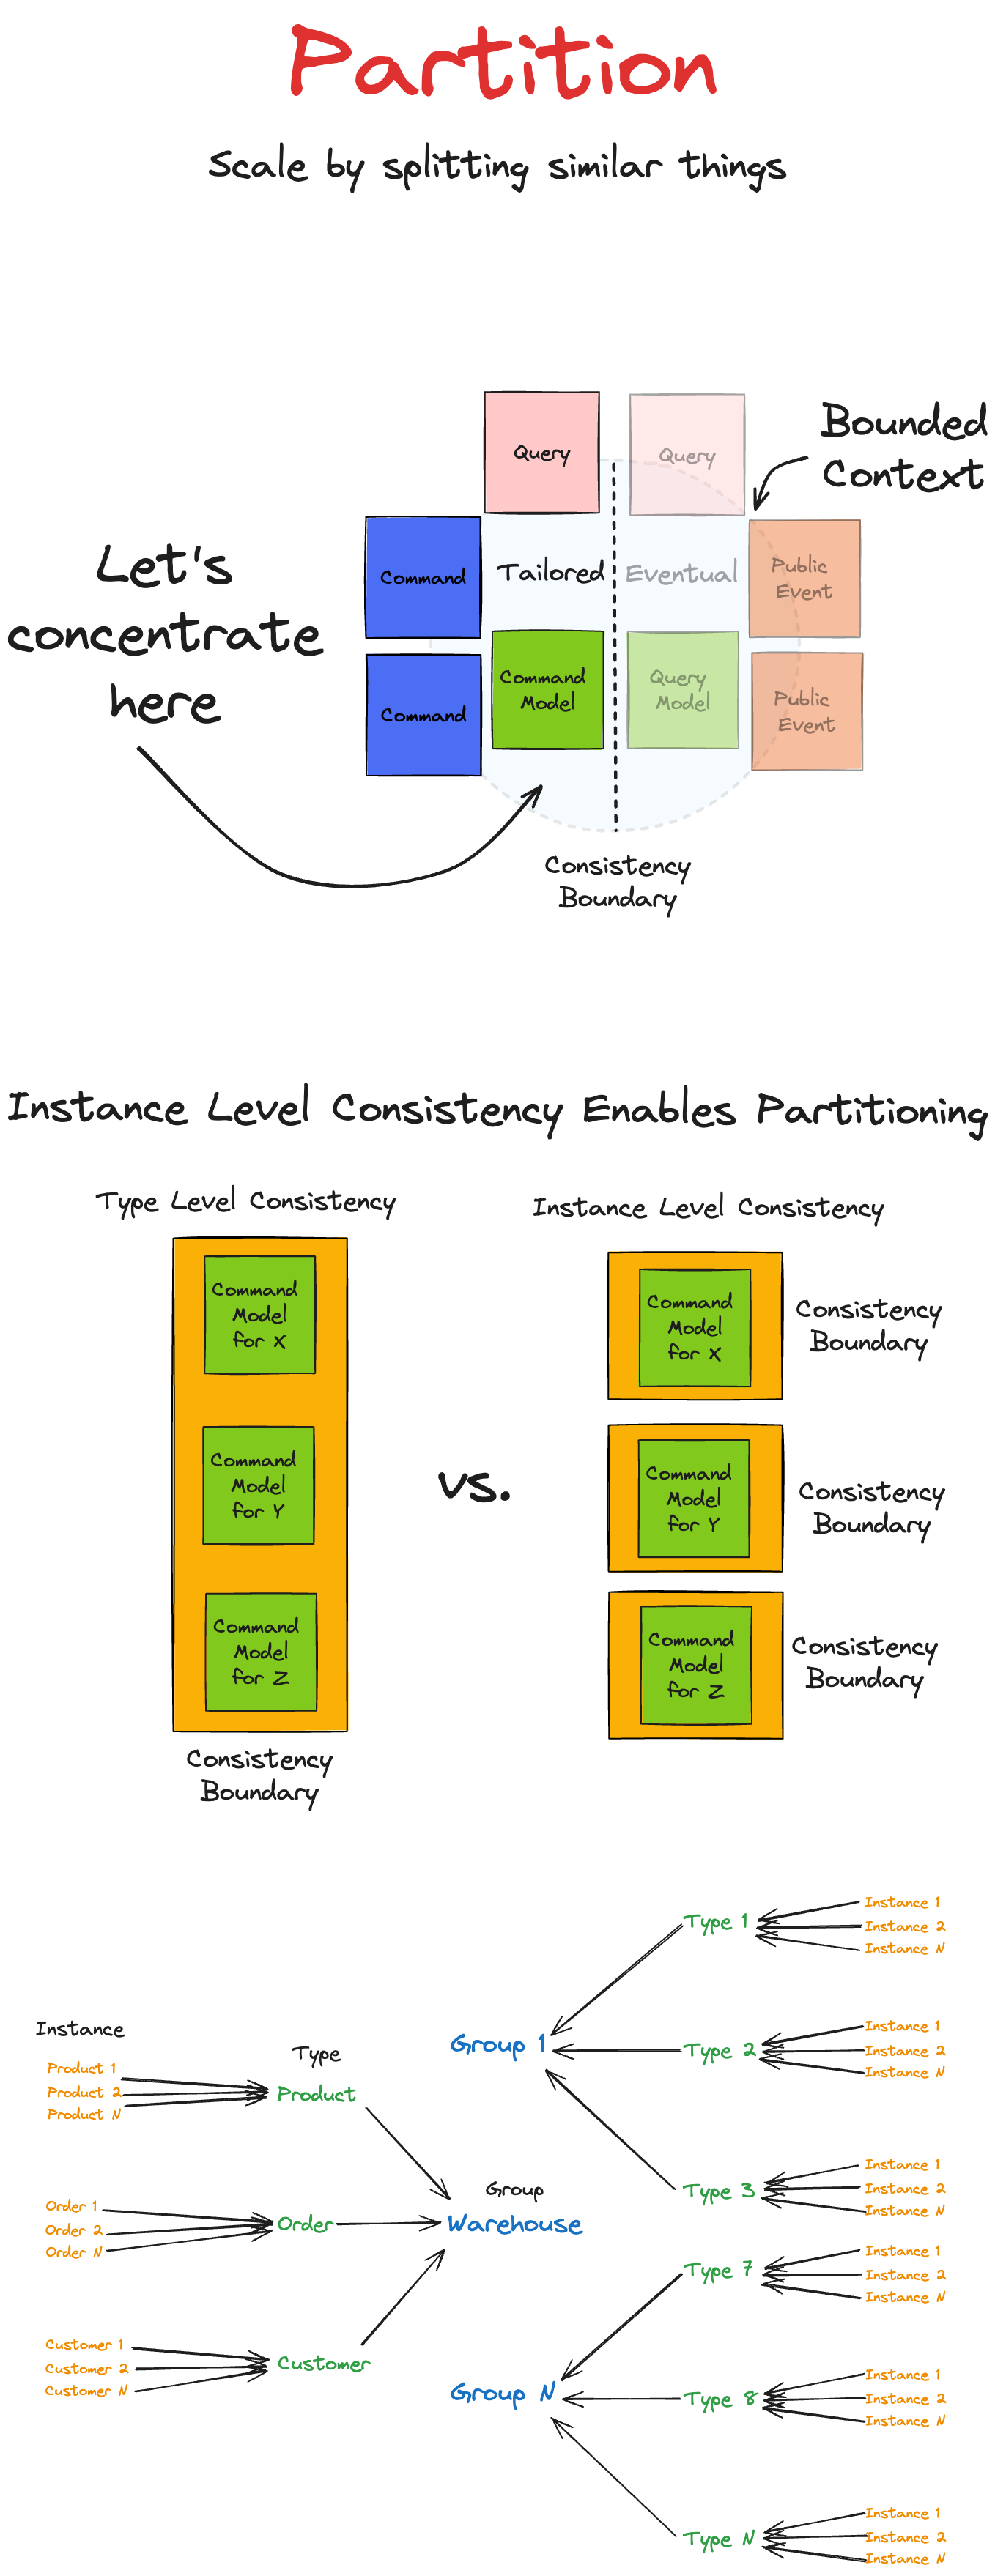 Partition
Scale by splitting similar things
Query
Query
Bounded
Context
Let's
concentrate
here
Command
Tailored
Eventual
Public
Event
Command
Command
Model
Query
Model
Public
Event
Consistency
Boundary
Instance Level Consistency Enables Partitioning
Type Level Consistency
Command
Model
for X
Command
Model
for Y
Command
Model
for Z
Consistency
Boundary
vs.
Instance Level Consistency
Command
Model
for X
Consistency
Boundary
Command
Model
for Y
Consistency
Boundary
Command
Model
for Z
Consistency
Boundary
Instance
Product 1
Product 2
Product N
Type
Product
Order 1
Order 2
Order N
Order
Group
Warehouse
Customer 1
Customer 2
Customer N
Customer
Group 1
Type 1
Instance 1
Instance 2
Instance N
Type 2
Instance 1
Instance 2
Instance N
Type 3
Instance 1
Instance 2
Instance N
Group N
Type 7
Instance 1
Instance 2
Instance N
Type 8
Instance 1
Instance 2
Instance N
Type N
Instance 1
Instance 2
Instance N